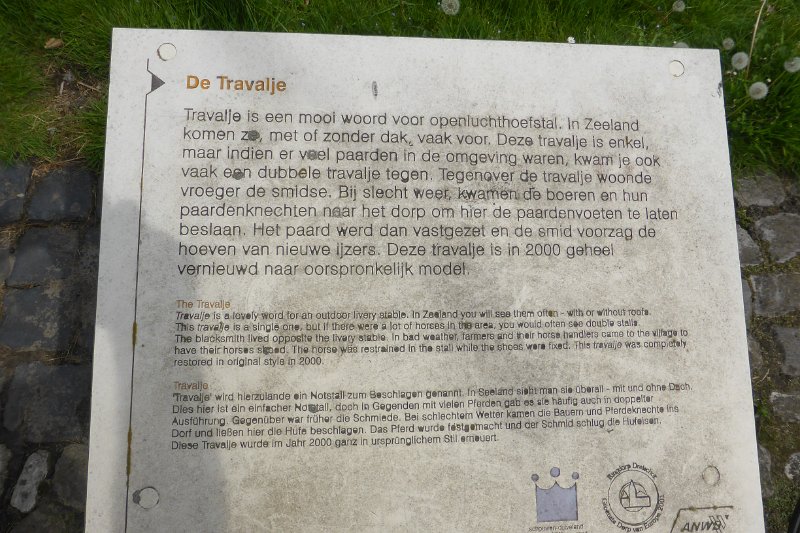 De Travalje
Travalje is een mooi woord voor openluchthoefstal. In Zeeland
komen ze, met of zonder dak, vaak voor. Deze travalje is enkel,
maar indien er veel paarden in de omgeving waren, kwam je ook
vaak een dubbele travalje tegen. Tegenover de travalje woonde
vroeger de smidse. Bij slecht weer, kwamen de boeren en hun
paardenknechten naar het dorp om hier de paardenvoeten te laten
beslaan. Het paard werd dan vastgezet en de smid voorzag de
hoeven van nieuwe ijzers. Deze travalje is in 2000 geheel
vernieuwd naar oorspronkelijk model.
The Travalje
Travalje is a lovely word for an outdoor livery stable. In Zeeland you will see them often - with or without roofs.
This travalje is a single one, but if there were a lot of horses in the area, you would often see double stalls.
The blacksmith lived opposite the livery stable. In bad weather, farmers and their horse handlers came to the village to
have their horses shoed. The horse was restrained in the stall while the shoes were fixed. This travalje was completely
restored in original style in 2000.
Travalje
'Travalje' wird hierzulande ein Notstall zum Beschlagen genannt. In Seeland sieht man sie überall - mit und ohne Dach.
Dies hier ist ein einfacher Notstall, doch in Gegenden mit vielen Pferden gab es sie häufig auch in doppelter
Ausführung. Gegenüber war früher die Schmiede. Bei schlechtem Wetter kamen die Bauern und Pferdeknechte ins
Dorf und ließen hier die Hufe beschlagen. Das Pferd wurde festgemacht und der Schmid schlug die Hufeisen.
Diese Travalje wurde im Jahr 2000 ganz in ursprünglichem Stil erneuert.
schouwen-duiveland
Ringdorp Dreischor
Groenste Dorp van Europa 2001
ANWB